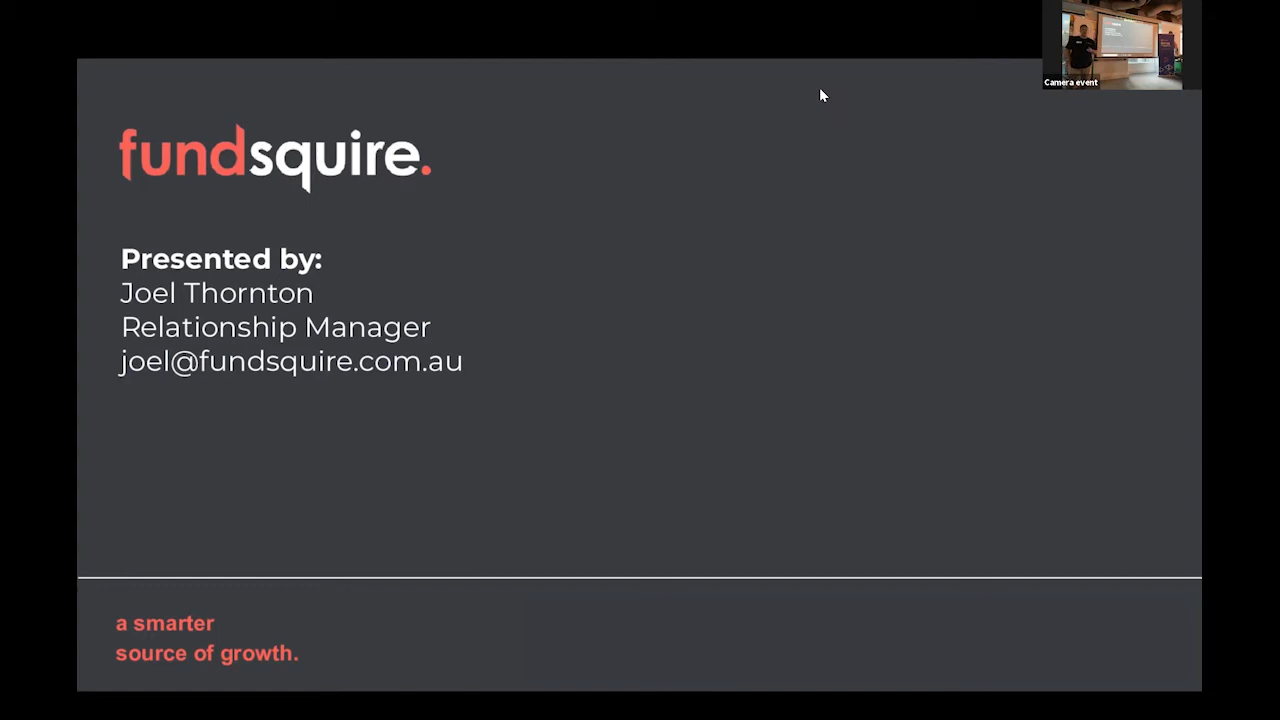 fundsquire.
Presented by:
Joel Thornton
Relationship Manager
joel@fundsquire.com.au
a smarter
source of growth.
Camera event